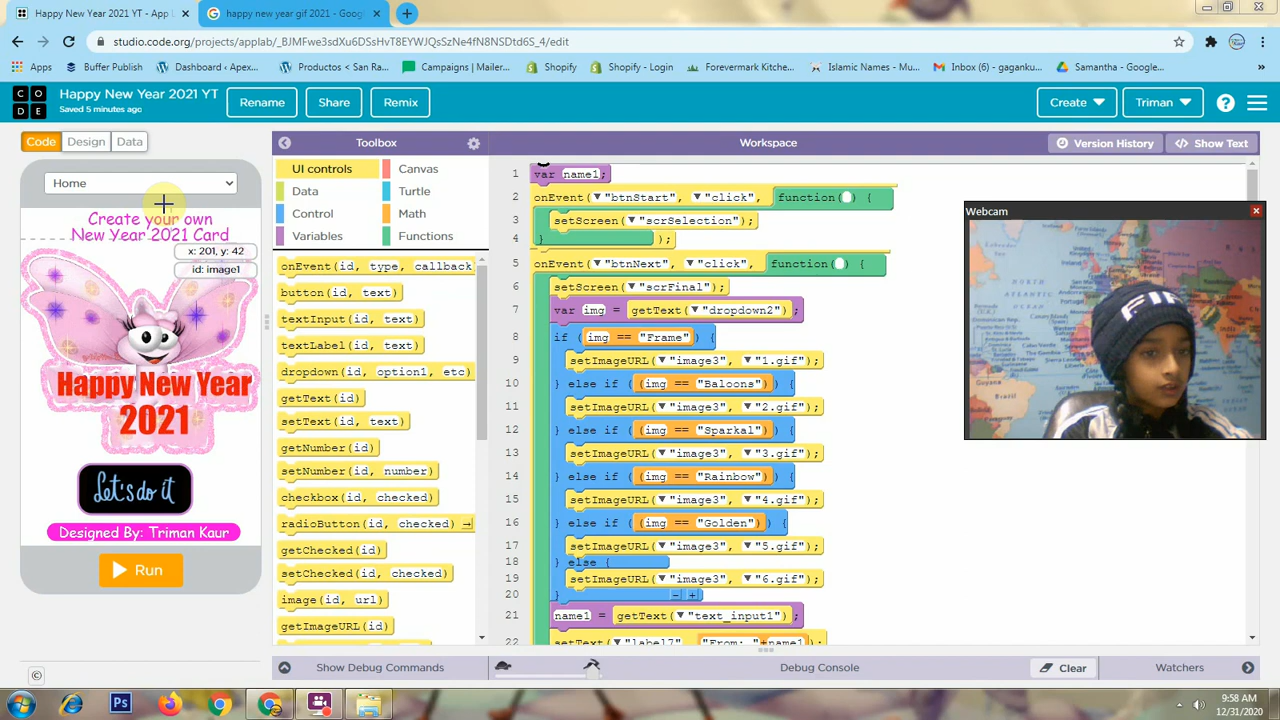 Happy New Year 2021 YT - App L
happy new year gif 2021 - Goog
studio.code.org/projects/applab/_BJMFwe3sdXu6DSsHvT8EYWJQsSzNe4fN8NSDtd6S_4/edit
Apps
Buffer Publish
Dashboard ‹ Apex...
Productos < San Ra...
Campaigns | Mailer...
Shopify
Shopify - Login
Forevermark Kitche...
Islamic Names - Mu...
Inbox (6) - gaganku...
Samantha - Google...
»
C O
D E
Happy New Year 2021 YT
Saved 5 minutes ago
Rename
Share
Remix
Create
Triman
?
Code
Design
Data
Toolbox
Workspace
Version History
</> Show Text
Home
Create your own
New Year 2021 Card
x: 201, y: 42
id: image1
Happy New Year
2021
Let's do it
Designed By: Triman Kaur
Run
UI controls
Canvas
Data
Turtle
Control
Math
Variables
Functions
onEvent(id, type, callback
button(id, text)
textInput(id, text)
textLabel(id, text)
dropdown(id, option1, etc)
getText(id)
setText(id, text)
getNumber(id)
setNumber(id, number)
checkbox(id, checked)
radioButton(id, checked)
getChecked(id)
setChecked(id, checked)
image(id, url)
getImageURL(id)
1 var name1;
2 onEvent(▼"btnStart", ▼"click", function( ) {
3 setScreen(▼"scrSelection");
4 } );
5 onEvent(▼"btnNext", ▼"click", function( ) {
6 setScreen(▼"scrFinal");
7 var img = getText(▼"dropdown2");
8 if ( img == "Frame" ) {
9 setImageURL(▼"image3", ▼"1.gif");
10 } else if ( (img == "Baloons") ) {
11 setImageURL(▼"image3", ▼"2.gif");
12 } else if ( (img == "Sparkal") ) {
13 setImageURL(▼"image3", ▼"3.gif");
14 } else if ( (img == "Rainbow") ) {
15 setImageURL(▼"image3", ▼"4.gif");
16 } else if ( (img == "Golden") ) {
17 setImageURL(▼"image3", ▼"5.gif");
18 } else {
19 setImageURL(▼"image3", ▼"6.gif");
20 } - +
21 name1 = getText(▼"text_input1");
22 setText(▼"label7", "From: "+name1);
Webcam
FILA
NORTH
ATLANTIC
OCEAN
Guyana
Show Debug Commands
Debug Console
Clear
Watchers
©
Ps
9:58 AM
12/31/2020